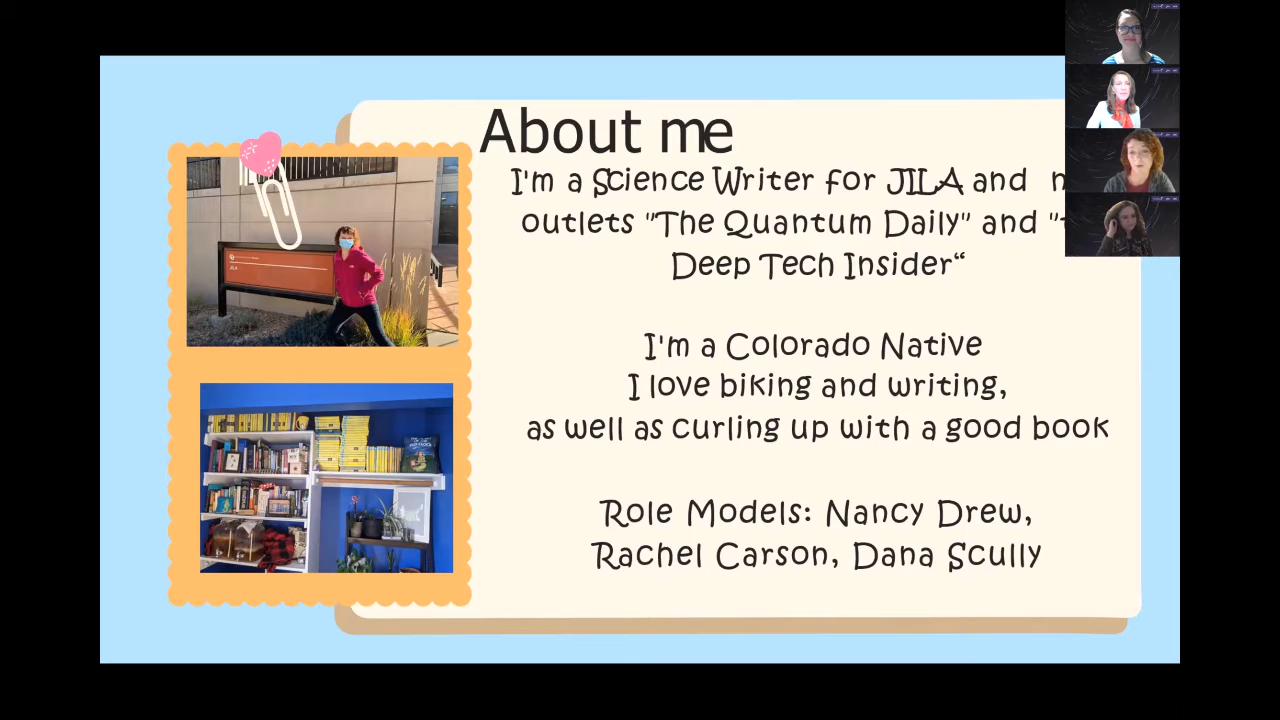 About me
I'm a Science Writer for JILA and
outlets "The Quantum Daily" and "
Deep Tech Insider“
I'm a Colorado Native
I love biking and writing,
as well as curling up with a good book
Role Models: Nancy Drew,
Rachel Carson, Dana Scully
JILA